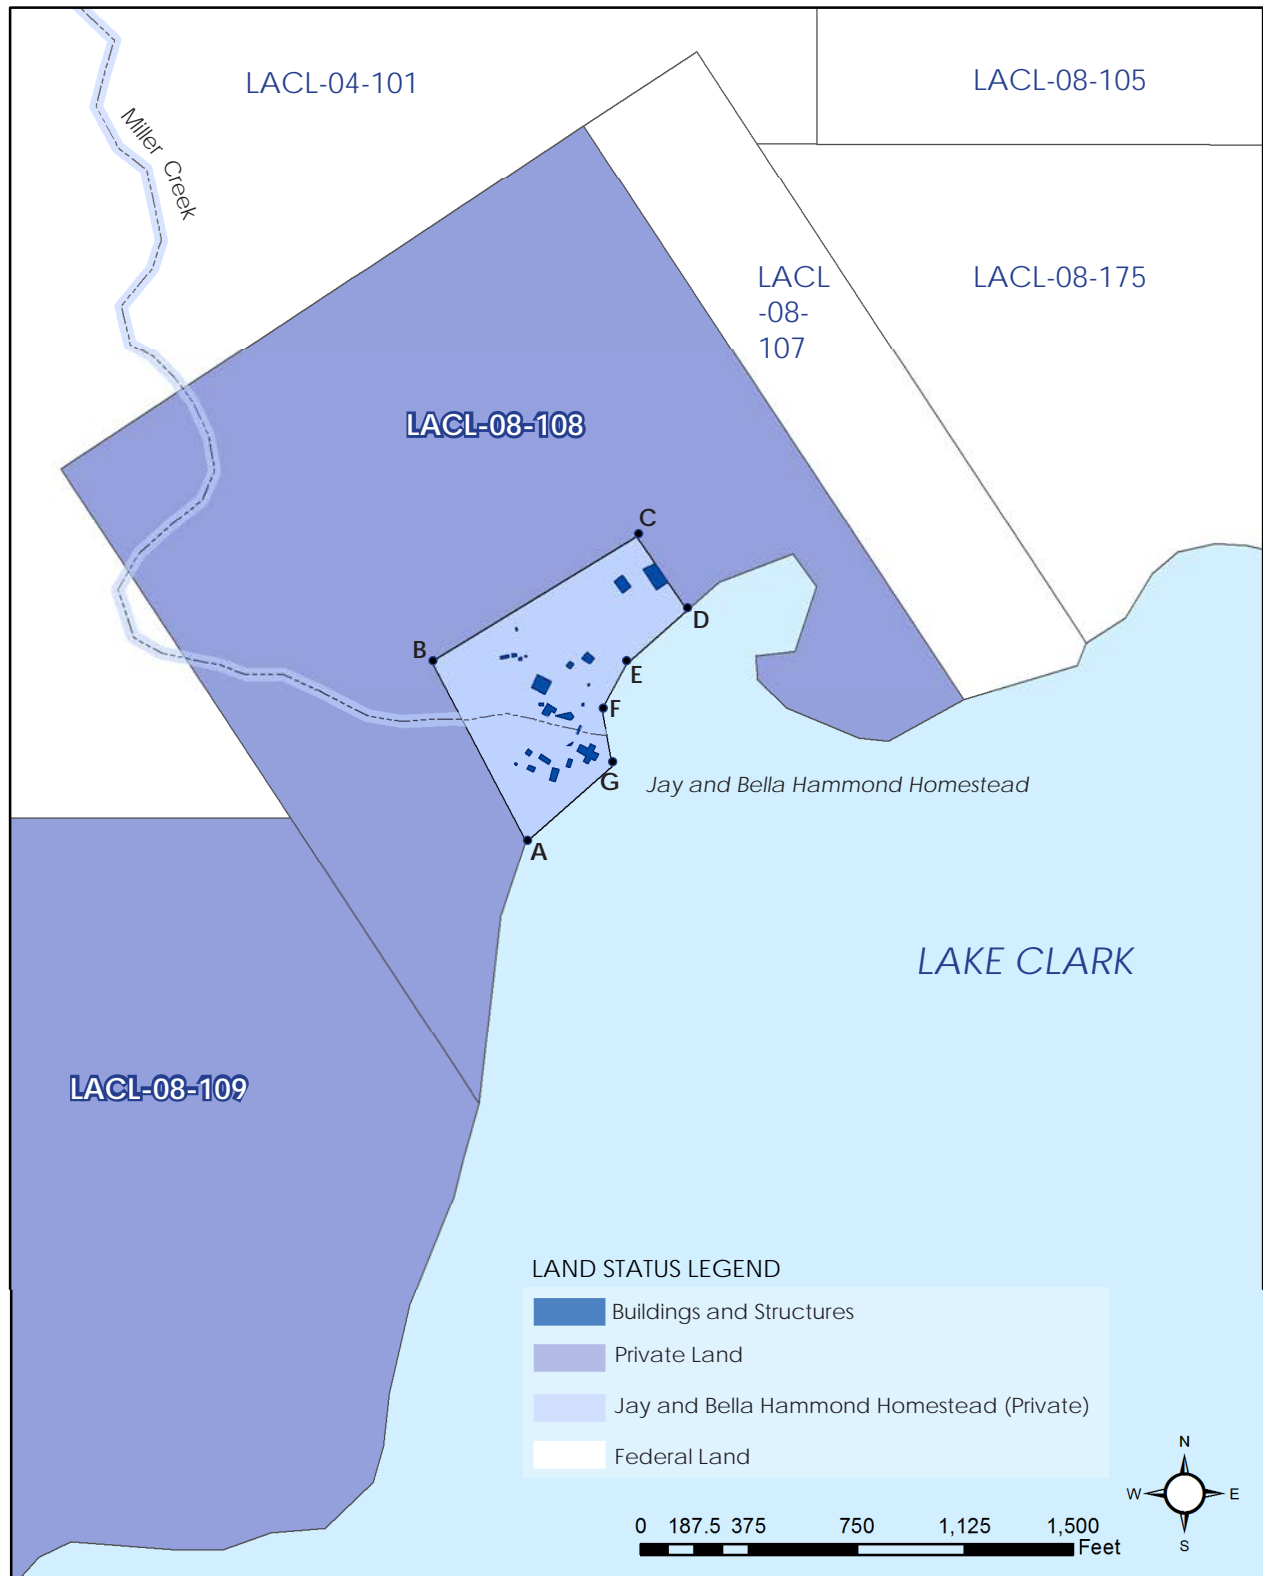 LACL-04-101
LACL-08-105
Miller Creek
LACL
-08-
107
LACL-08-175
LACL-08-108
C
D
B
E
F
G
Jay and Bella Hammond Homestead
A
LAKE CLARK
LACL-08-109
LAND STATUS LEGEND
Buildings and Structures
Private Land
Jay and Bella Hammond Homestead (Private)
Federal Land
N
W E
S
0 187.5 375 750 1,125 1,500
Feet